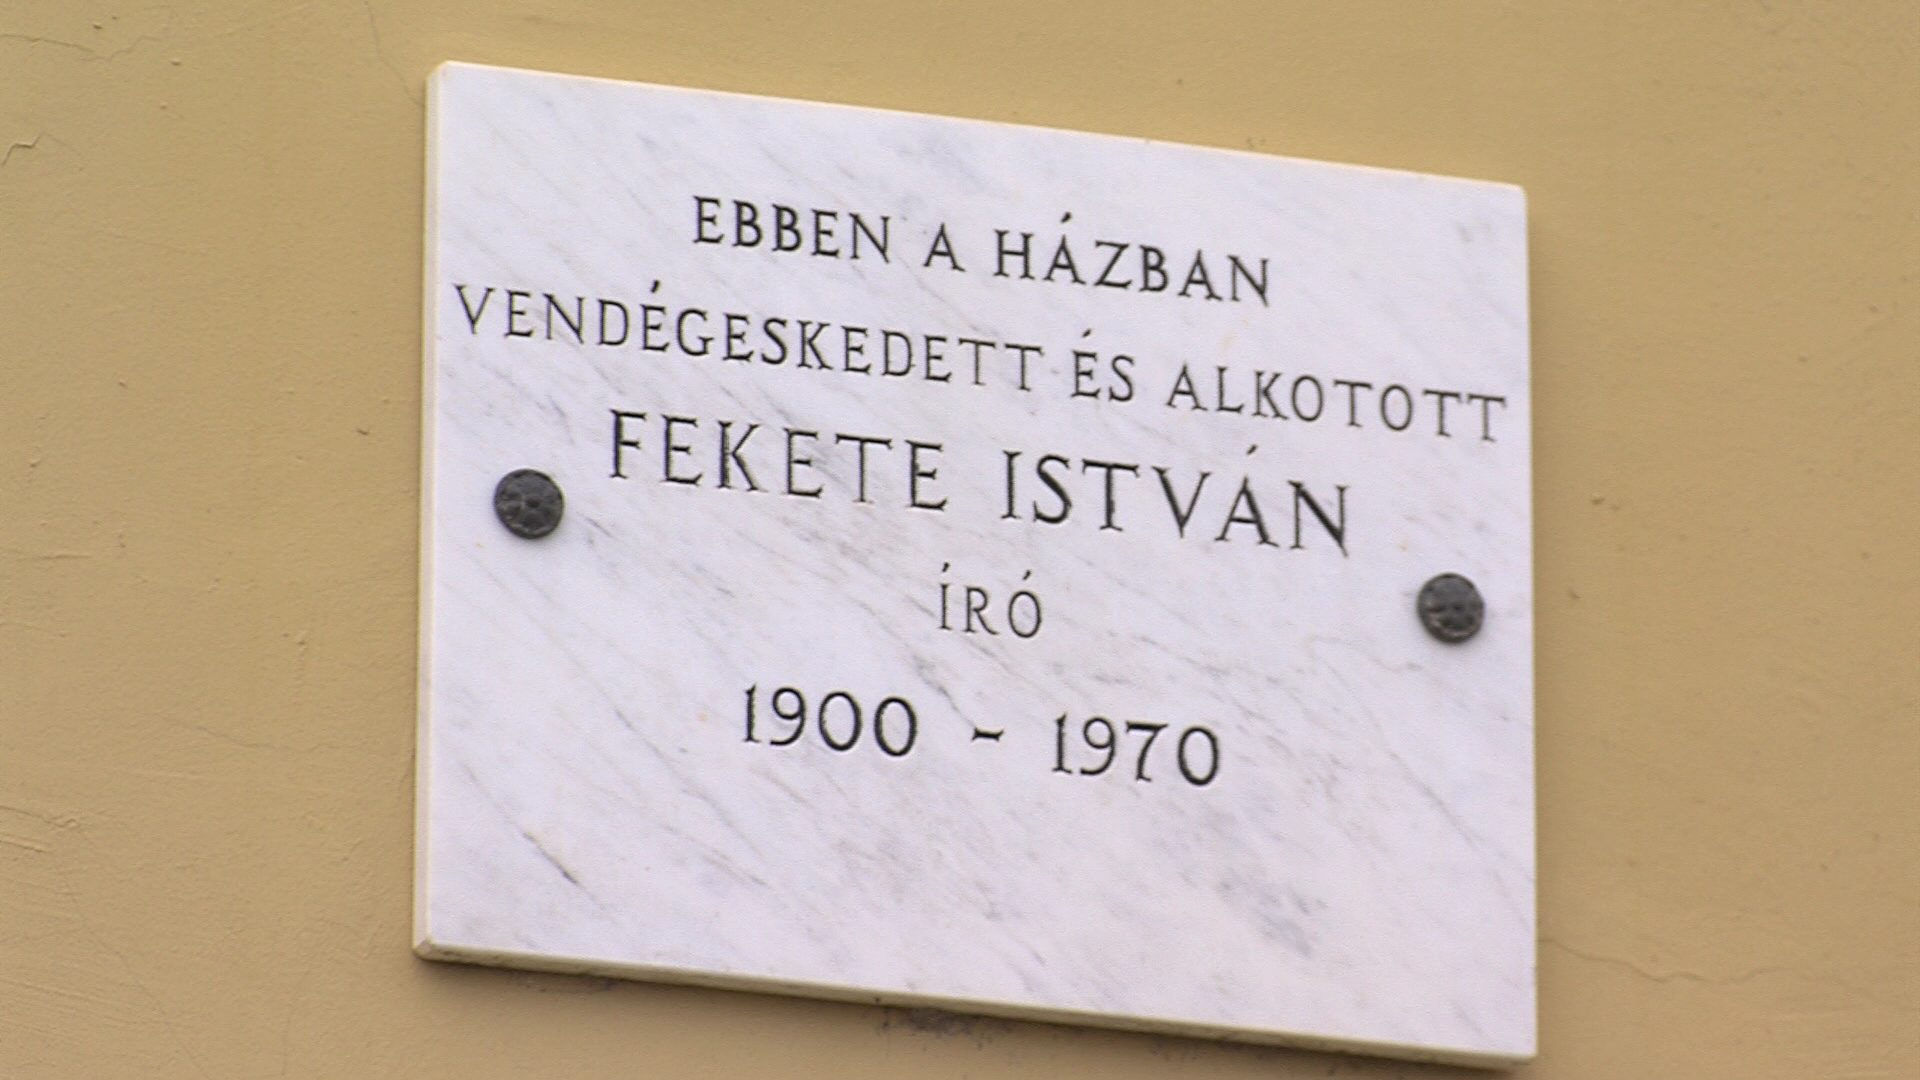 EBBEN A HÁZBAN
VENDÉGESKEDETT ÉS ALKOTOTT
FEKETE ISTVÁN
ÍRÓ
1900 - 1970